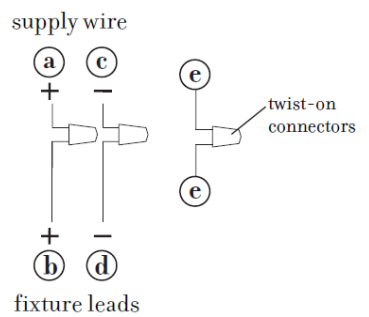 supply wire
a c
+ −
e
twist-on
connectors
e
+ −
b d
fixture leads